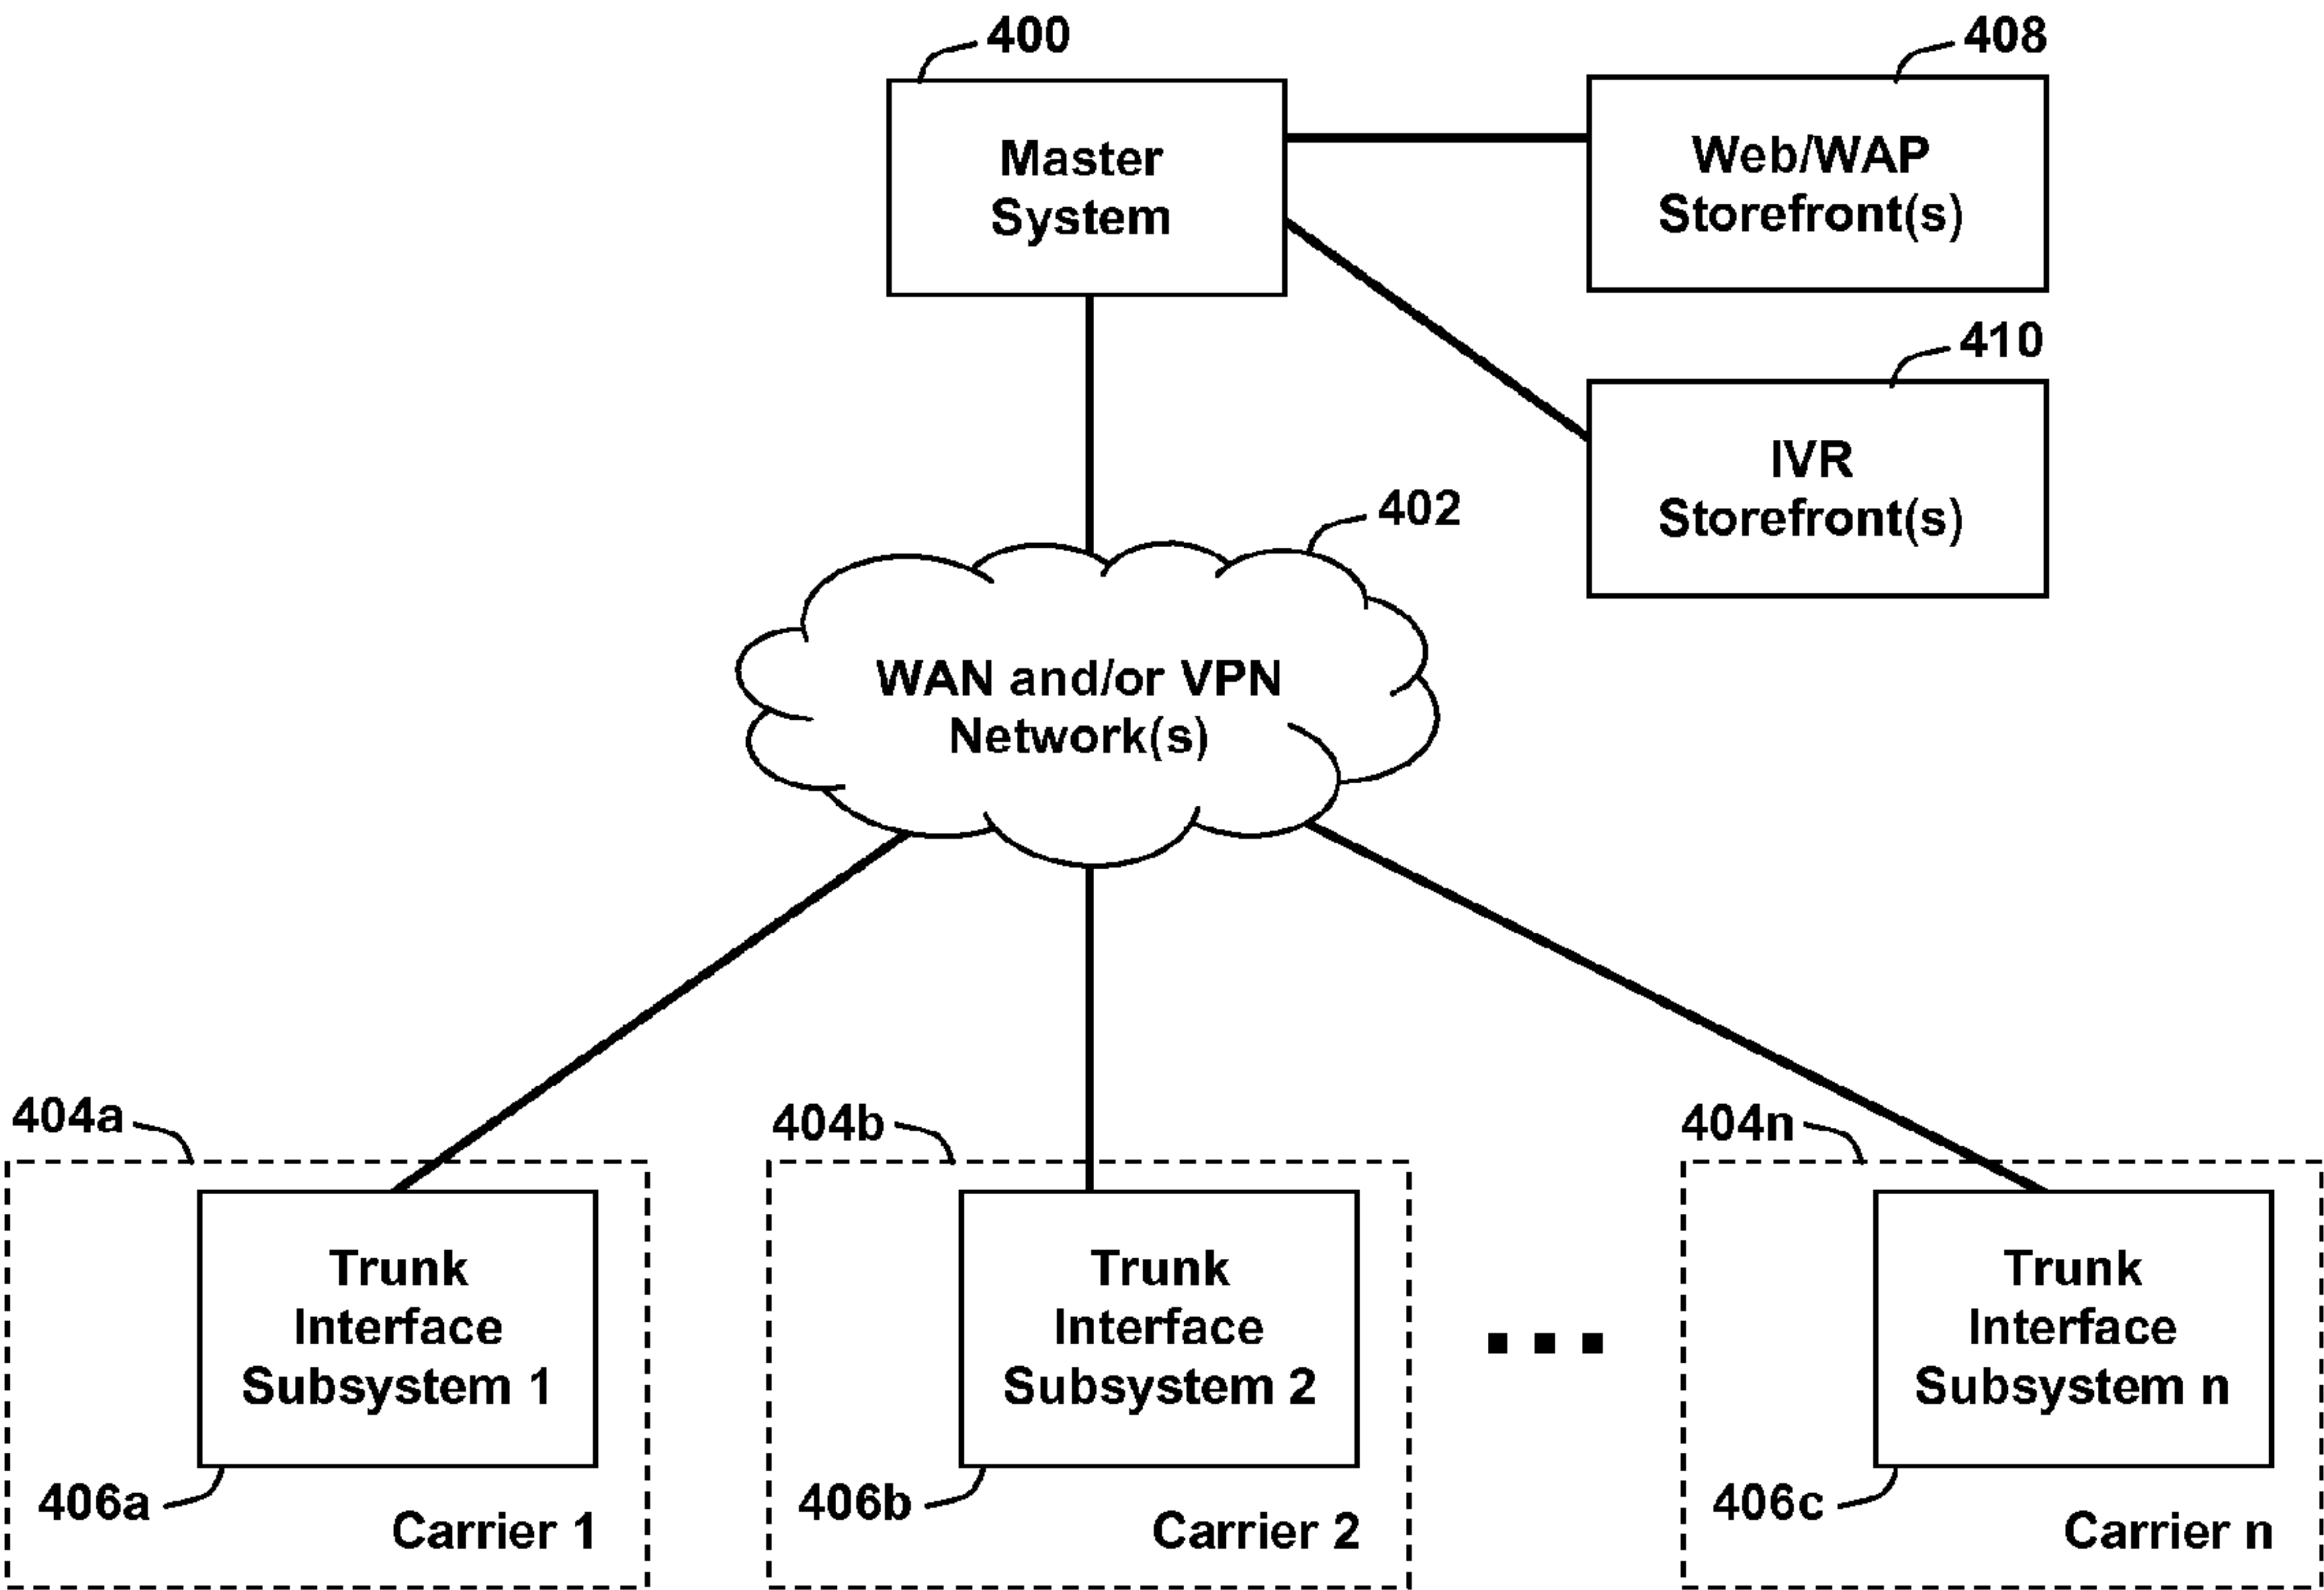 400
408
Master
System
Web/WAP
Storefront(s)
410
IVR
Storefront(s)
402
WAN and/or VPN
Network(s)
404a
404b
404n
Trunk
Interface
Subsystem 1
Trunk
Interface
Subsystem 2
Trunk
Interface
Subsystem n
406a
Carrier 1
406b
Carrier 2
406c
Carrier n